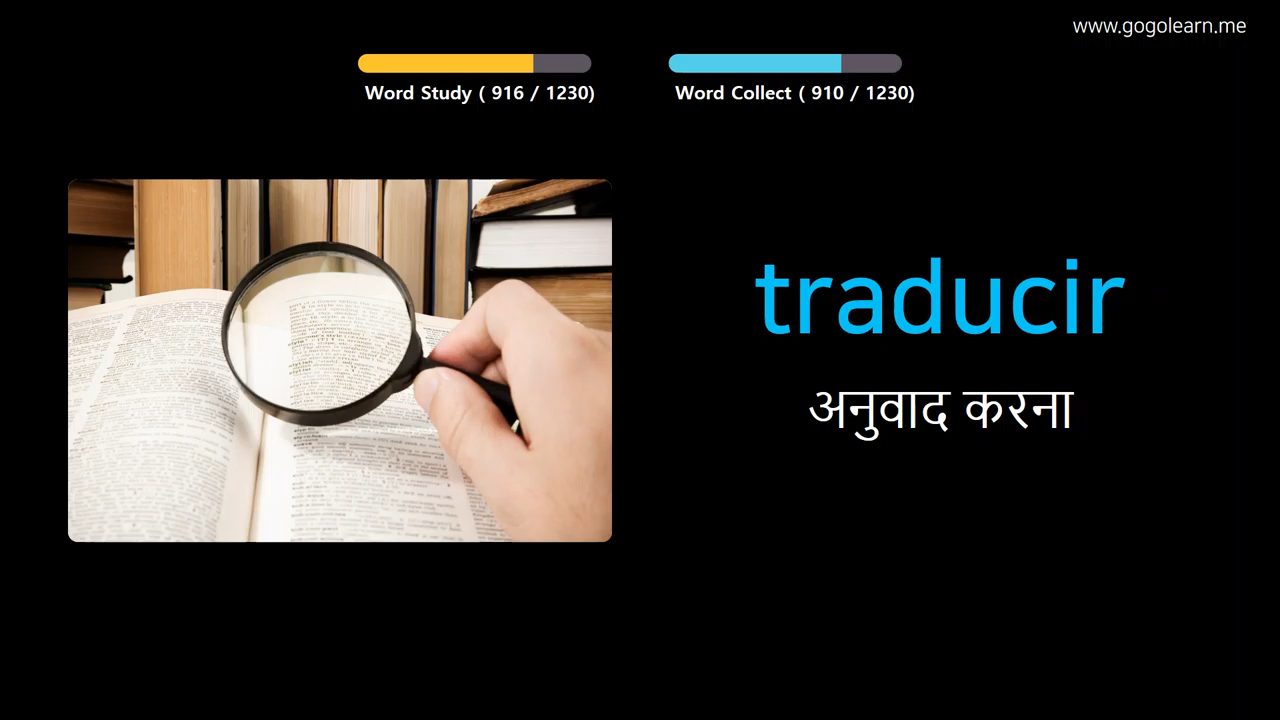 www.gogolearn.me
Word Study ( 916 / 1230)
Word Collect ( 910 / 1230)
traducir
अनुवाद करना